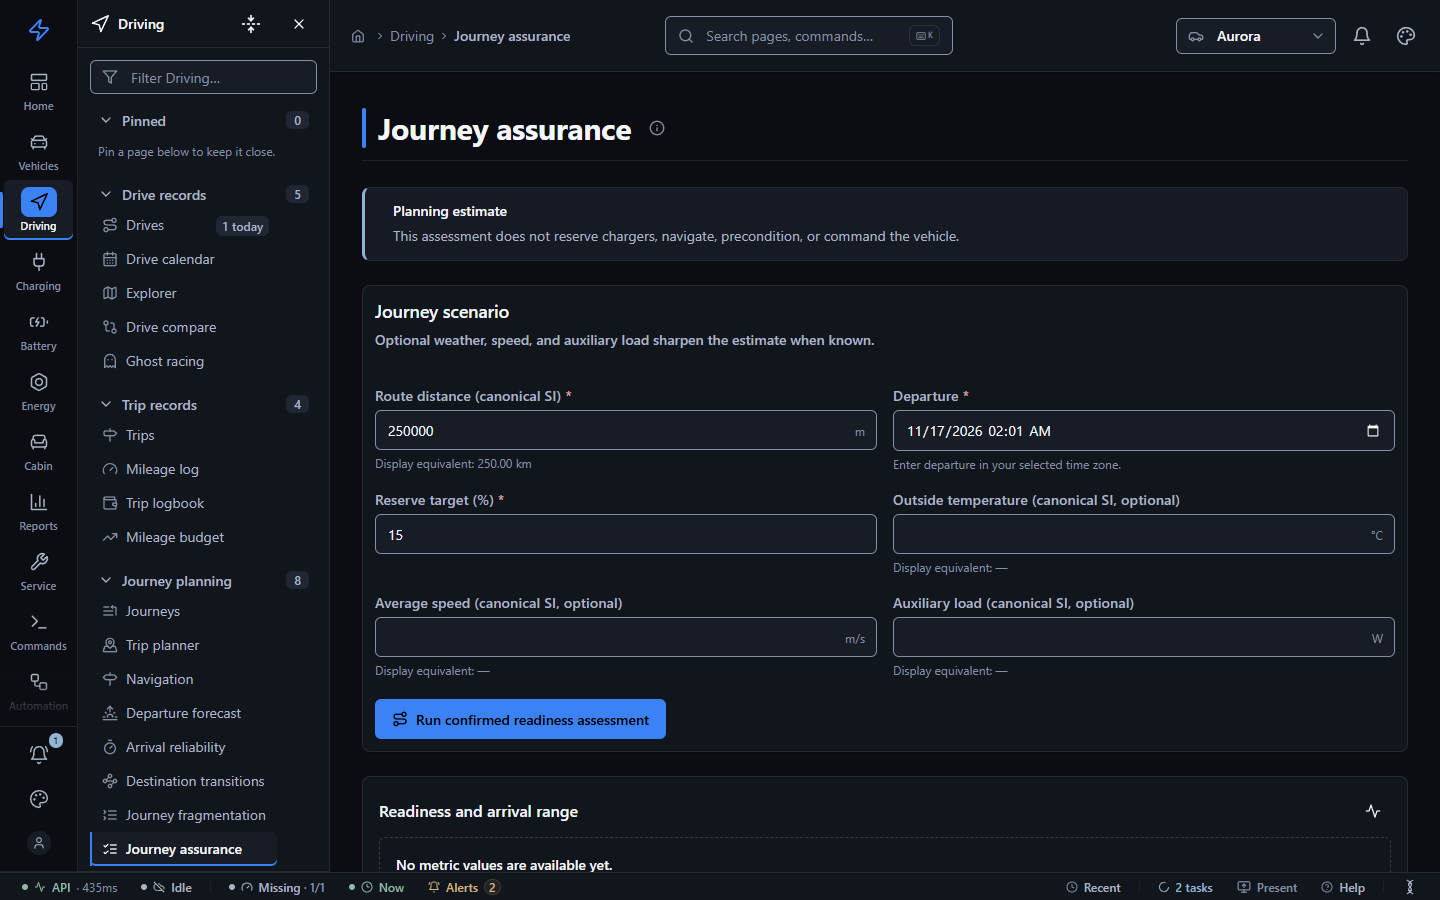 Home
Vehicles
Driving
Charging
Battery
Energy
Cabin
Reports
Service
Commands
Automation
1
Driving
Filter Driving...
Pinned 0
Pin a page below to keep it close.
Drive records 5
Drives 1 today
Drive calendar
Explorer
Drive compare
Ghost racing
Trip records 4
Trips
Mileage log
Trip logbook
Mileage budget
Journey planning 8
Journeys
Trip planner
Navigation
Departure forecast
Arrival reliability
Destination transitions
Journey fragmentation
Journey assurance
Driving Journey assurance
Search pages, commands... K
Aurora
Journey assurance
Planning estimate
This assessment does not reserve chargers, navigate, precondition, or command the vehicle.
Journey scenario
Optional weather, speed, and auxiliary load sharpen the estimate when known.
Route distance (canonical SI) *
250000 m
Display equivalent: 250.00 km
Departure *
11/17/2026 02:01 AM
Enter departure in your selected time zone.
Reserve target (%) *
15
Outside temperature (canonical SI, optional)
°C
Display equivalent: —
Average speed (canonical SI, optional)
m/s
Display equivalent: —
Auxiliary load (canonical SI, optional)
W
Display equivalent: —
Run confirmed readiness assessment
Readiness and arrival range
No metric values are available yet.
API · 435ms Idle Missing · 1/1 Now Alerts 2 Recent 2 tasks Present Help